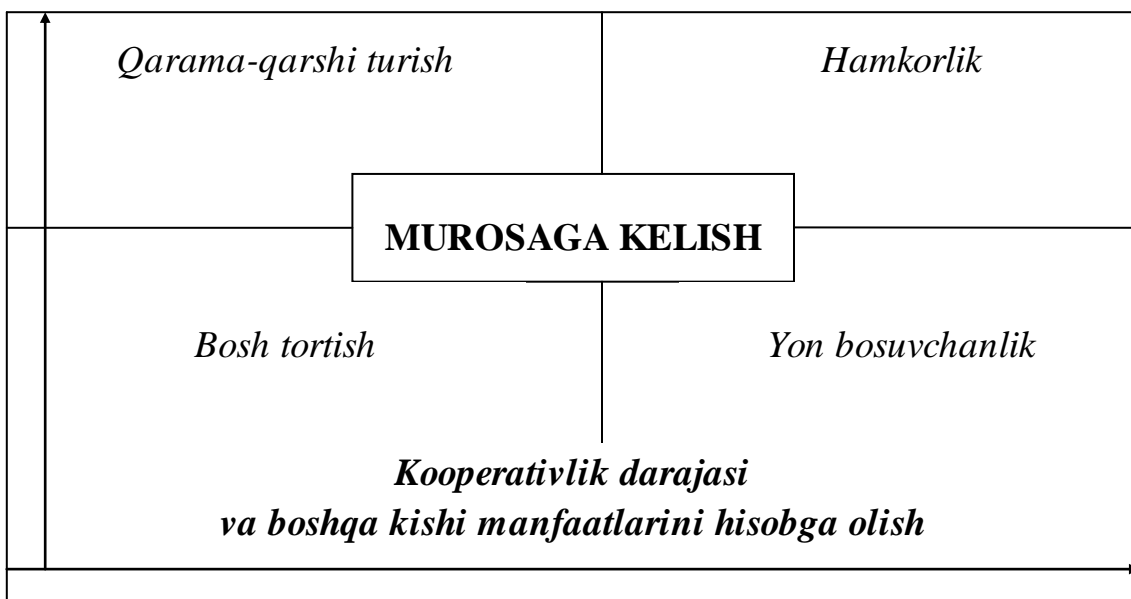 Qarama-qarshi turish
Hamkorlik
MUROSAGA KELISH
Bosh tortish
Yon bosuvchanlik
Kooperativlik darajasi
va boshqa kishi manfaatlarini hisobga olish